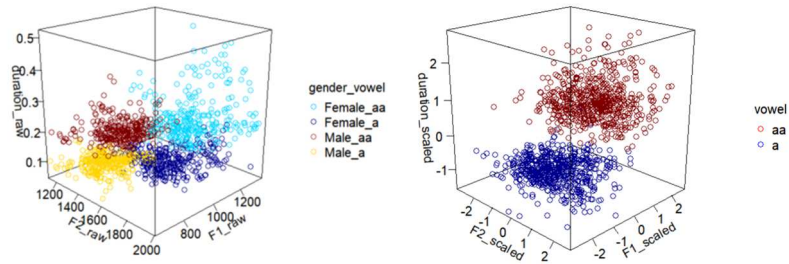 0.5
0.4
0.3
0.2
0.1
duration_raw
1200
1400
1600
1800
2000
F2_raw
800
1000
1200
F1_raw
gender_vowel
Female_aa
Female_a
Male_aa
Male_a
2
1
0
-1
duration_scaled
-2
-1
0
1
2
F2_scaled
-2
-1
0
1
2
F1_scaled
vowel
aa
a